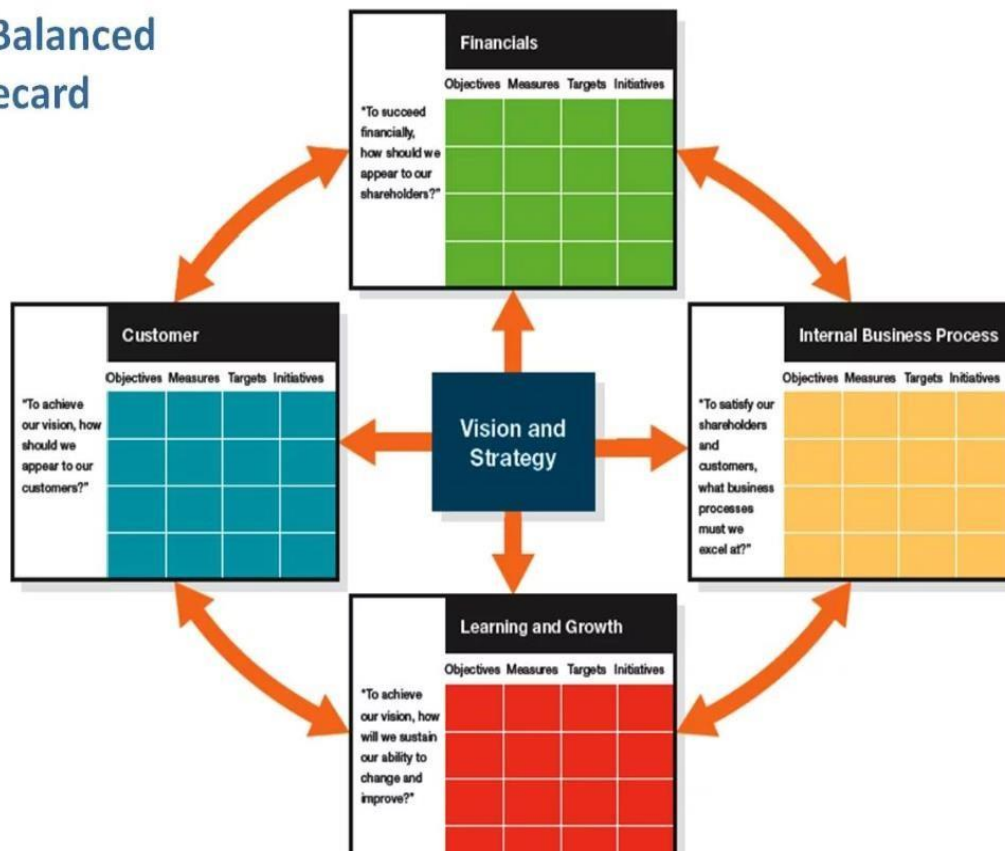 Balanced
ecard
Financials
Objectives Measures Targets Initiatives
"To succeed
financially,
how should we
appear to our
shareholders?"
Customer
Objectives Measures Targets Initiatives
"To achieve
our vision, how
should we
appear to our
customers?"
Vision and
Strategy
Internal Business Process
Objectives Measures Targets Initiatives
"To satisfy our
shareholders
and
customers,
what business
processes
must we
excel at?"
Learning and Growth
Objectives Measures Targets Initiatives
"To achieve
our vision, how
will we sustain
our ability to
change and
improve?"